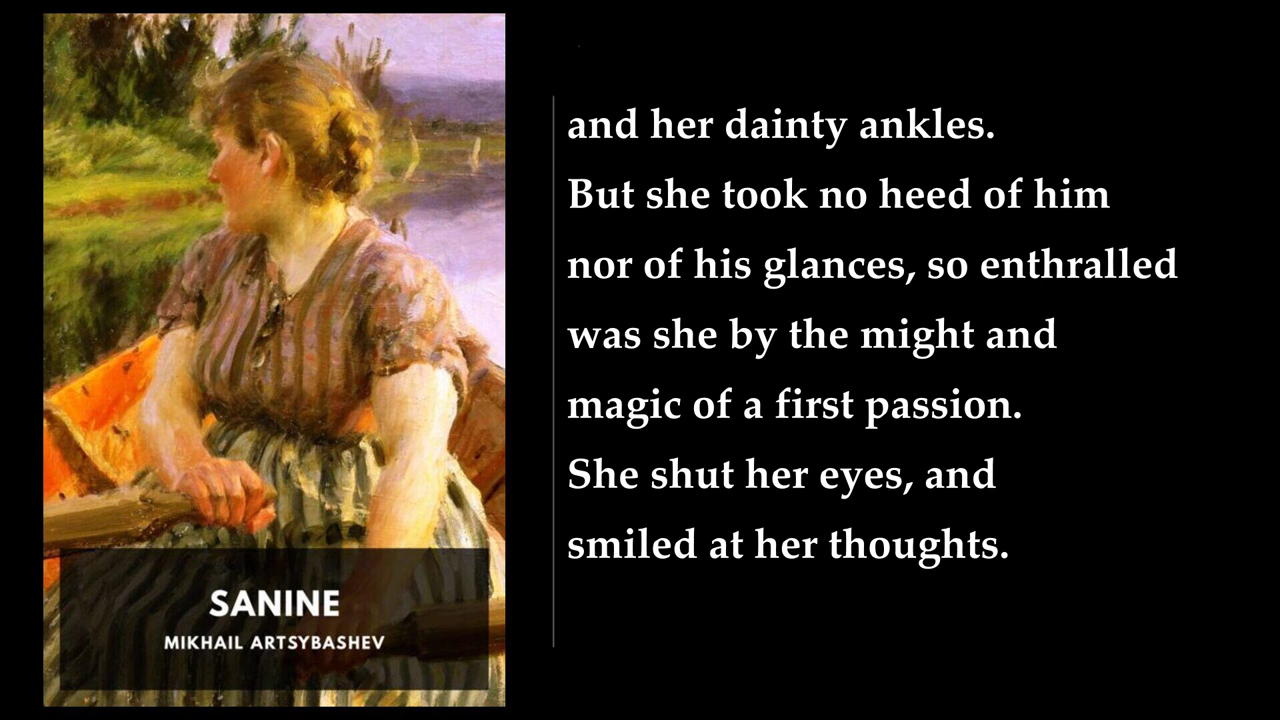 SANINE
MIKHAIL ARTSYBASHEV
and her dainty ankles.
But she took no heed of him
nor of his glances, so enthralled
was she by the might and
magic of a first passion.
She shut her eyes, and
smiled at her thoughts.